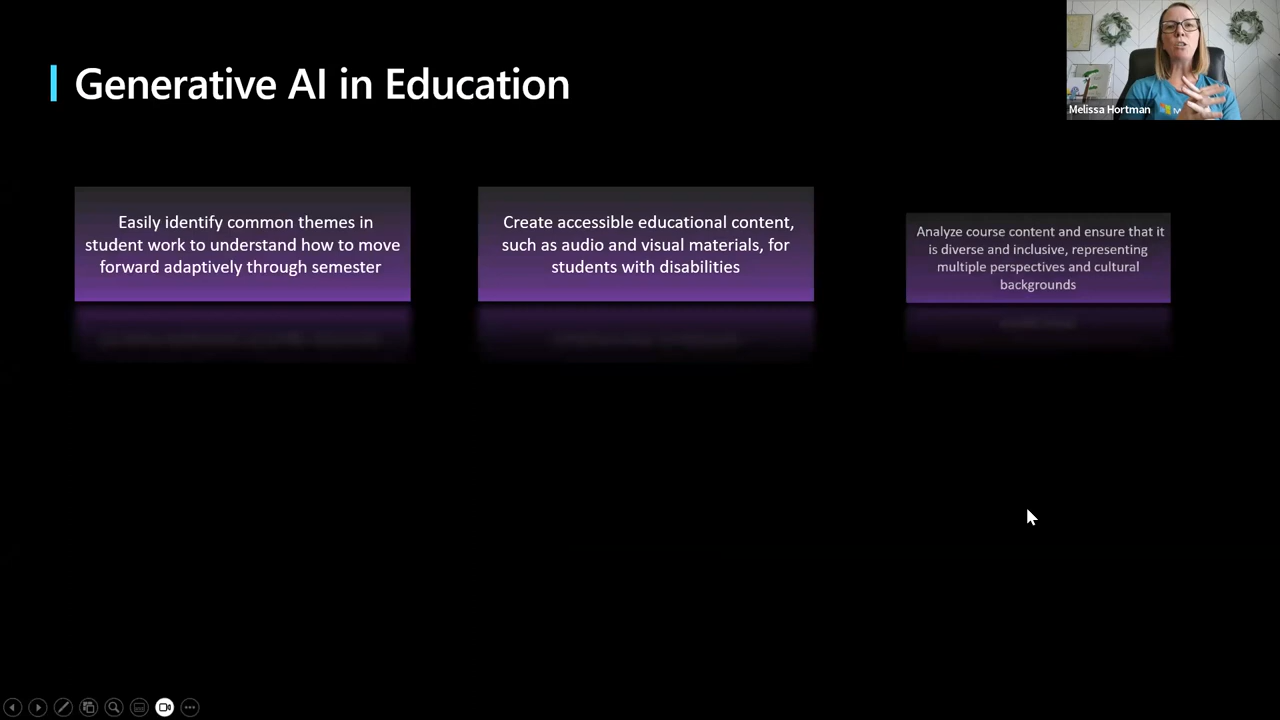 Generative AI in Education
Melissa Hortman
Easily identify common themes in
student work to understand how to move
forward adaptively through semester
Create accessible educational content,
such as audio and visual materials, for
students with disabilities
Analyze course content and ensure that it
is diverse and inclusive, representing
multiple perspectives and cultural
backgrounds